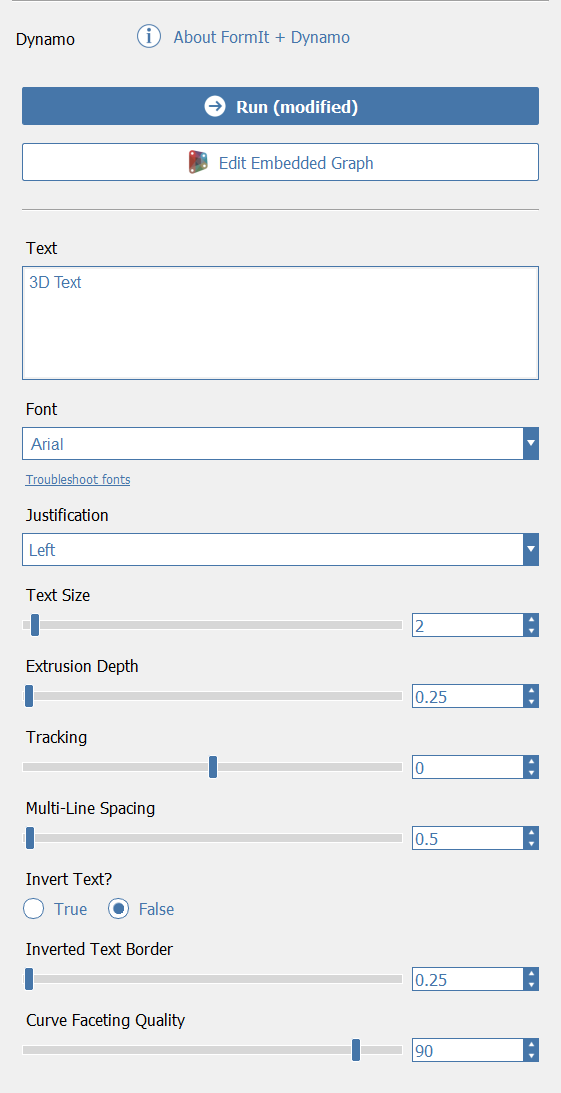 Dynamo
About FormIt + Dynamo
Run (modified)
Edit Embedded Graph
Text
3D Text
Font
Arial
Troubleshoot fonts
Justification
Left
Text Size
2
Extrusion Depth
0.25
Tracking
0
Multi-Line Spacing
0.5
Invert Text?
True False
Inverted Text Border
0.25
Curve Faceting Quality
90